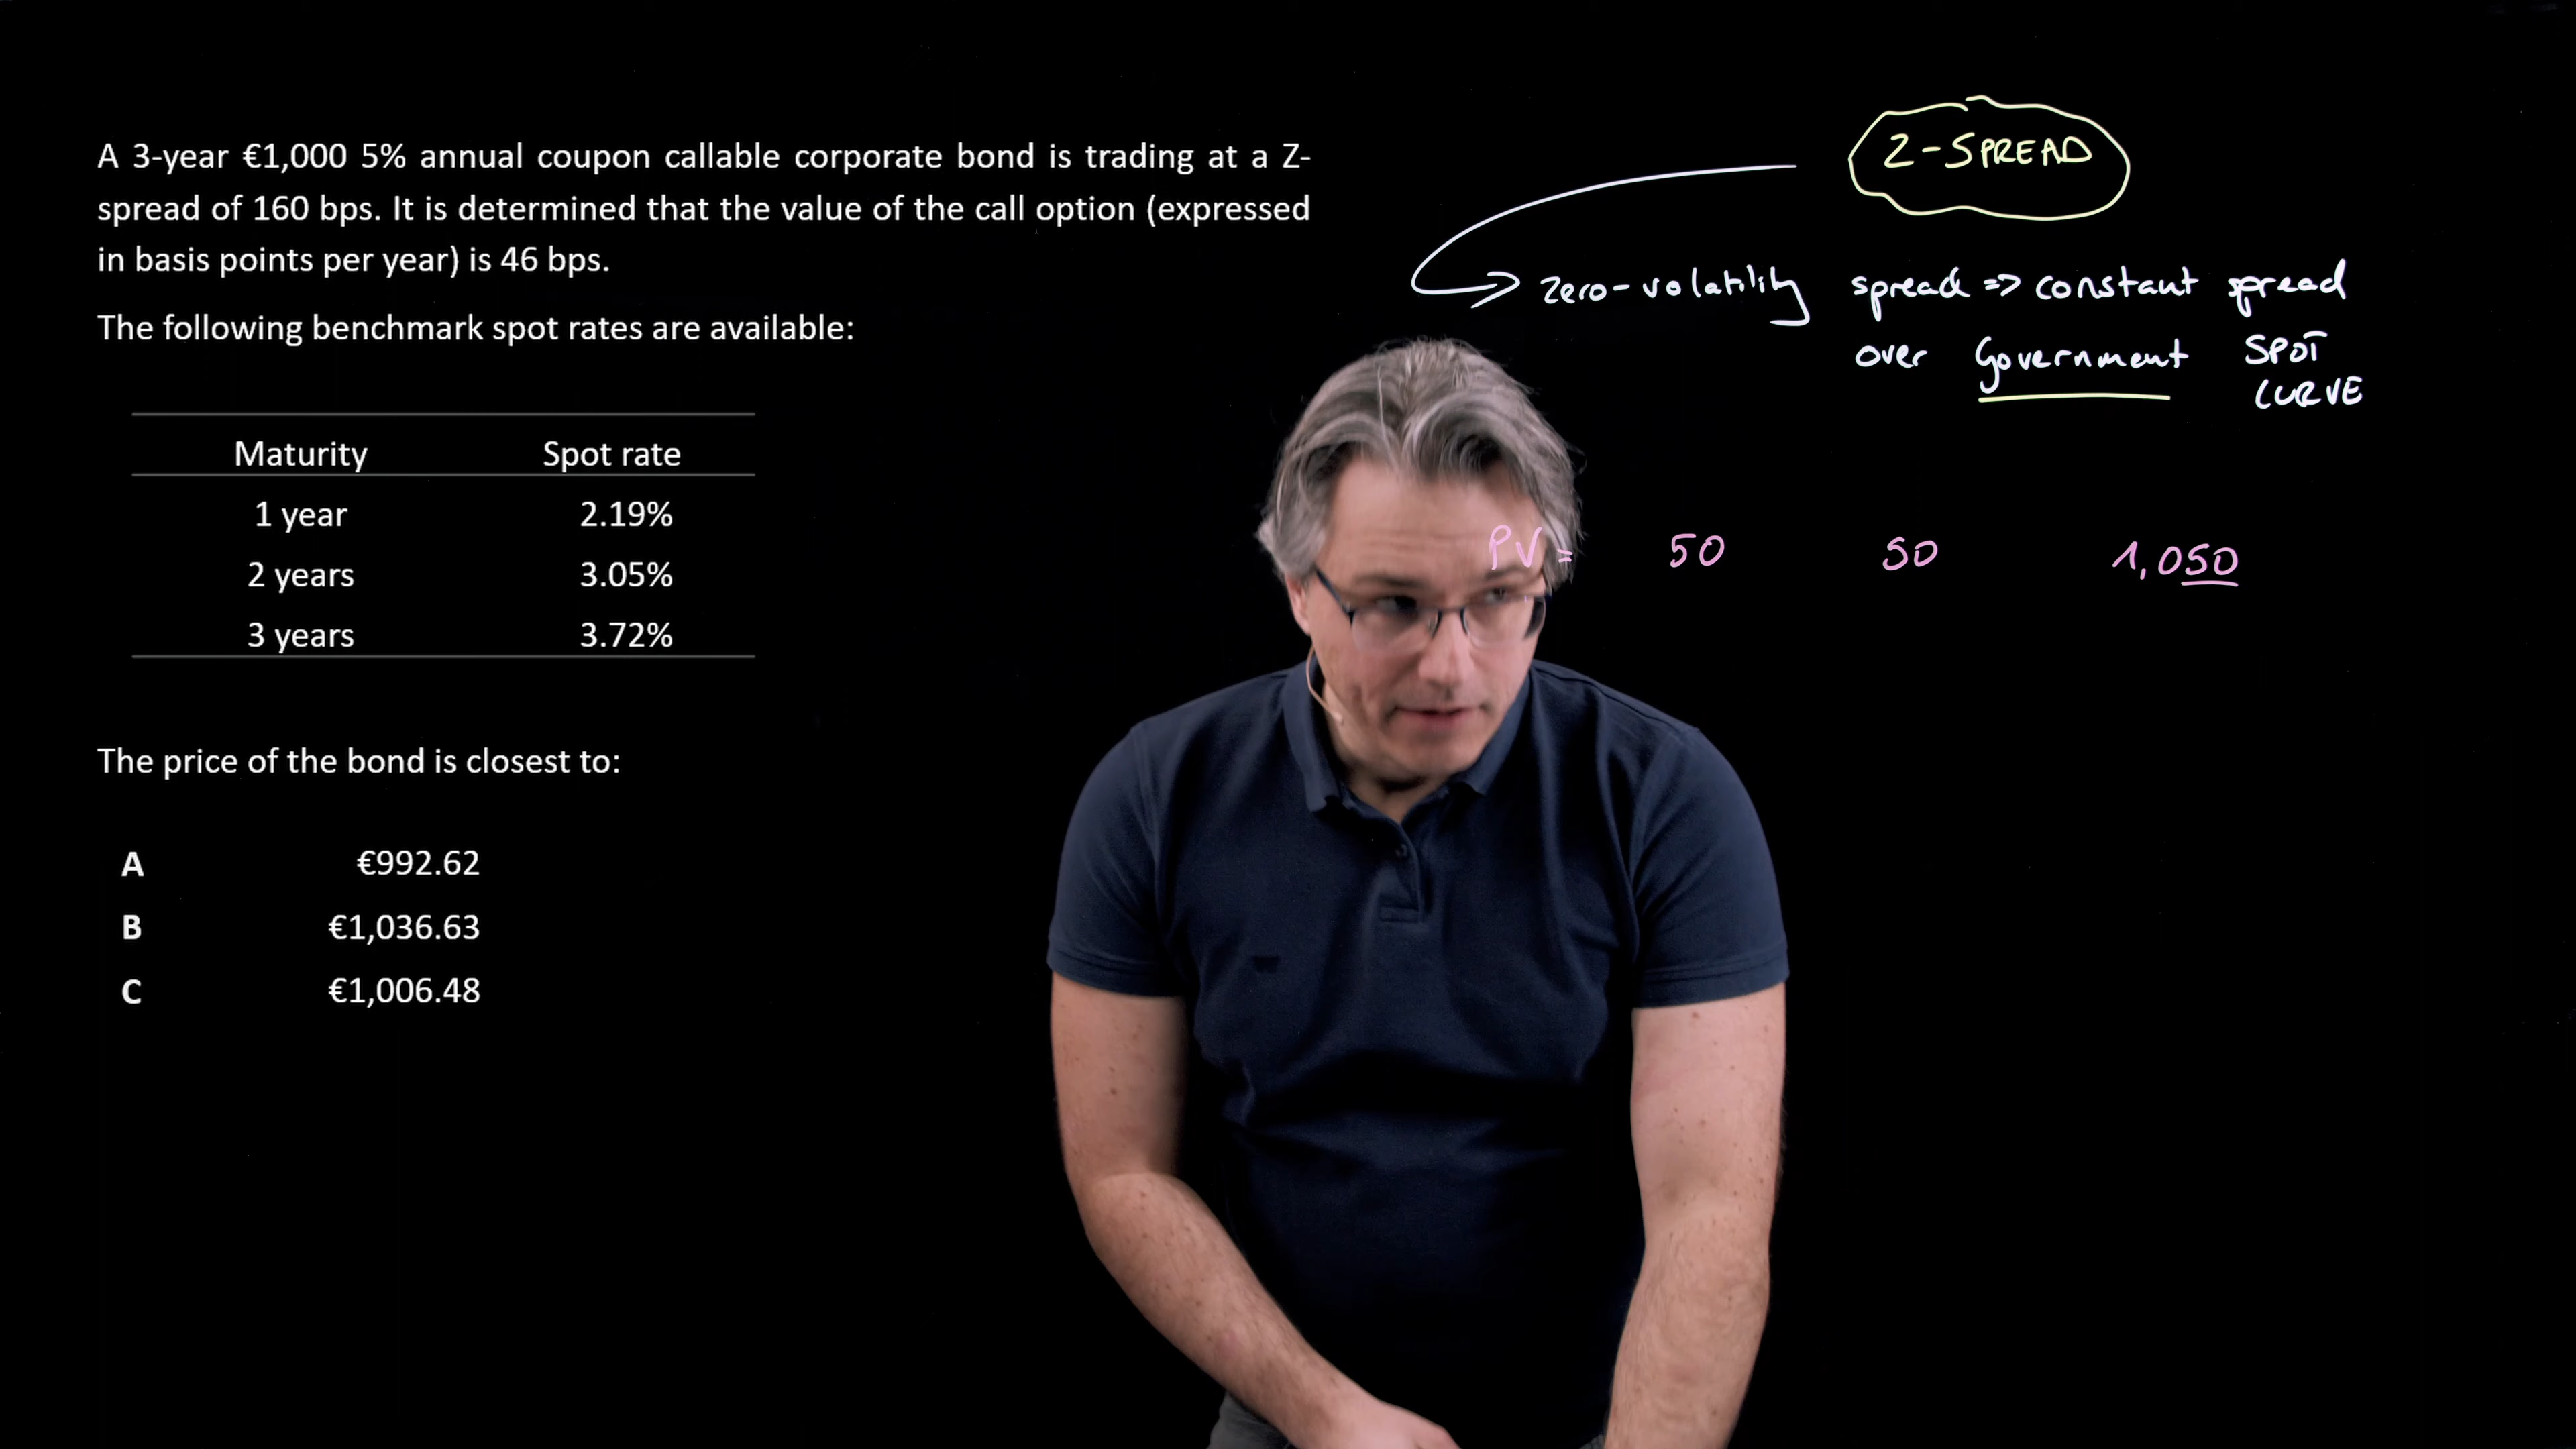 A 3-year €1,000 5% annual coupon callable corporate bond is trading at a Z-
spread of 160 bps. It is determined that the value of the call option (expressed
in basis points per year) is 46 bps.
The following benchmark spot rates are available:
Maturity Spot rate
1 year 2.19%
2 years 3.05%
3 years 3.72%
The price of the bond is closest to:
A €992.62
B €1,036.63
C €1,006.48
Z-SPREAD
zero-volatility spread => constant spread
over Government SPOT
CURVE
PV = 50 50 1,050